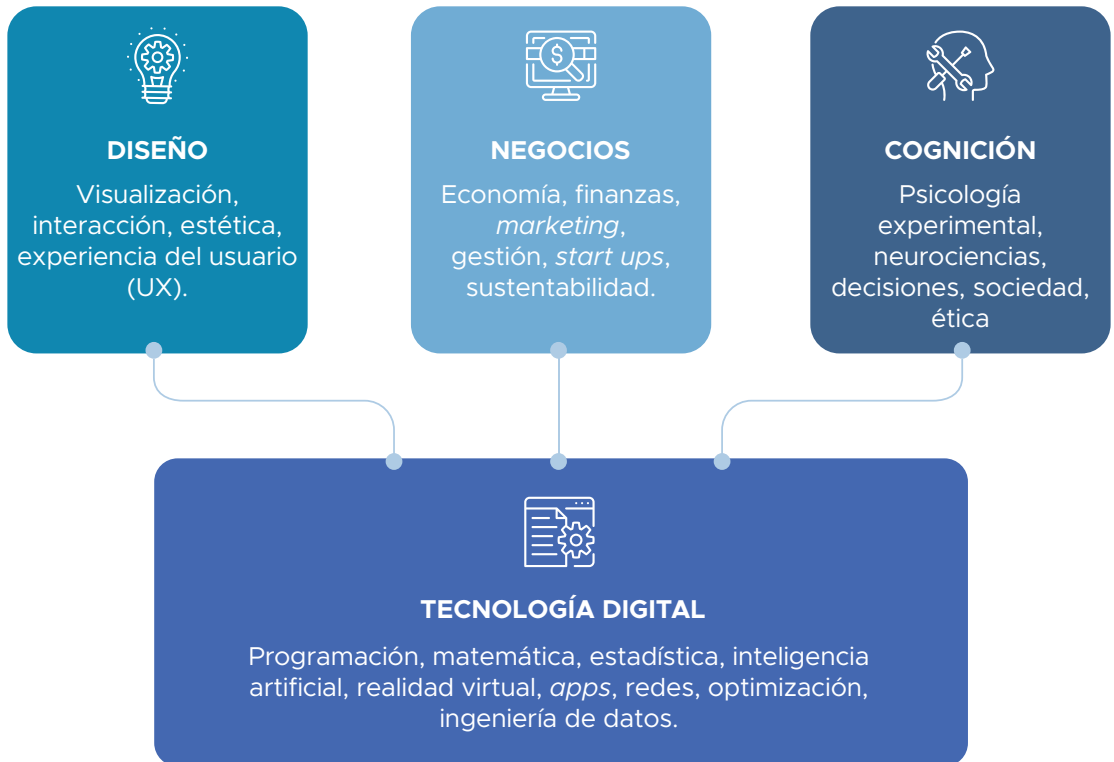 DISEÑO
Visualización,
interacción, estética,
experiencia del usuario
(UX).
$
NEGOCIOS
Economía, finanzas,
marketing,
gestión, start ups,
sustentabilidad.
COGNICIÓN
Psicología
experimental,
neurociencias,
decisiones, sociedad,
ética
TECNOLOGÍA DIGITAL
Programación, matemática, estadística, inteligencia
artificial, realidad virtual, apps, redes, optimización,
ingeniería de datos.